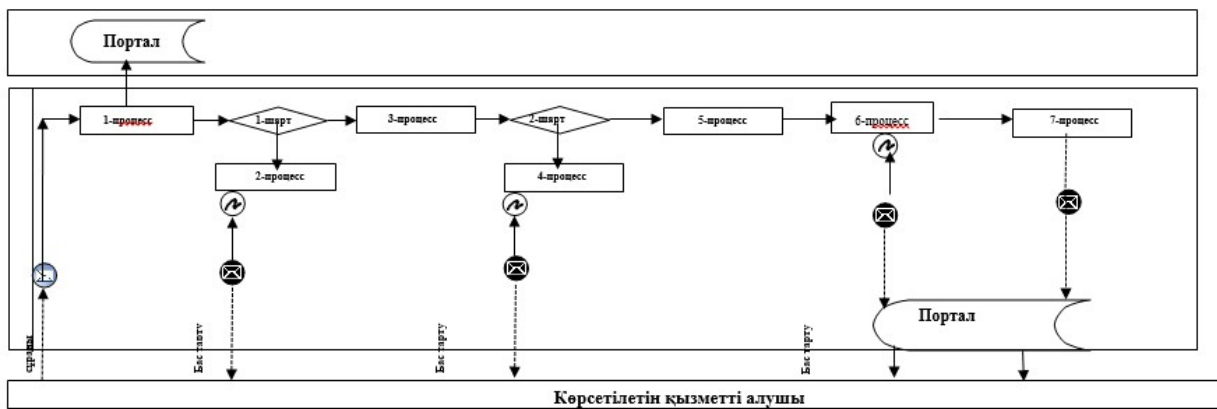 Портал
1-процесс
1-шарт
3-процесс
2-шарт
5-процесс
6-процесс
7-процесс
2-процесс
4-процесс
Портал
сұраны
Бас тарту
Бас тарту
Бас тарту
Көрсетілетін қызметті алушы